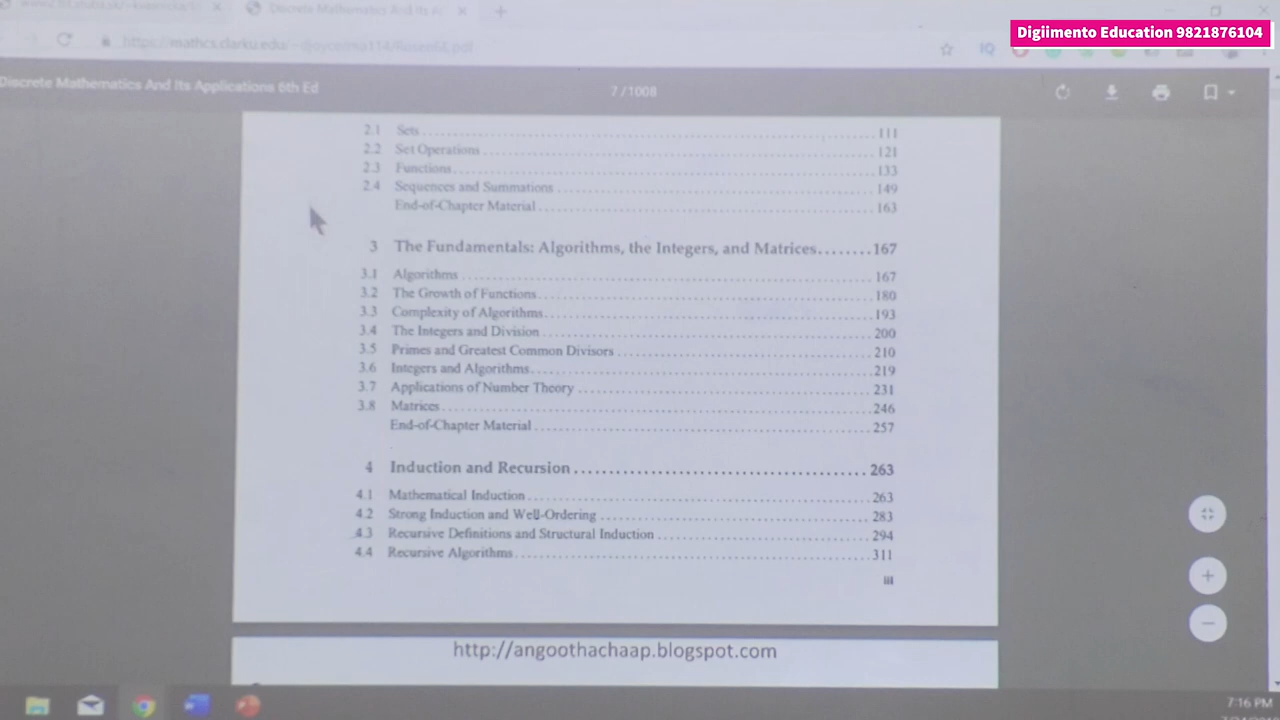 Discrete Mathematics And Its
Digiimento Education 9821876104
Discrete Mathematics And Its Applications 6th Ed
7 / 1008
2.1 Sets 111
2.2 Set Operations 121
2.3 Functions 133
2.4 Sequences and Summations 149
End-of-Chapter Material 163
3 The Fundamentals: Algorithms, the Integers, and Matrices 167
3.1 Algorithms 167
3.2 The Growth of Functions 180
3.3 Complexity of Algorithms 193
3.4 The Integers and Division 200
3.5 Primes and Greatest Common Divisors 210
3.6 Integers and Algorithms 219
3.7 Applications of Number Theory 231
3.8 Matrices 246
End-of-Chapter Material 257
4 Induction and Recursion 263
4.1 Mathematical Induction 263
4.2 Strong Induction and Well-Ordering 283
4.3 Recursive Definitions and Structural Induction 294
4.4 Recursive Algorithms 311
iii
http://angoothachaap.blogspot.com
7:16 PM